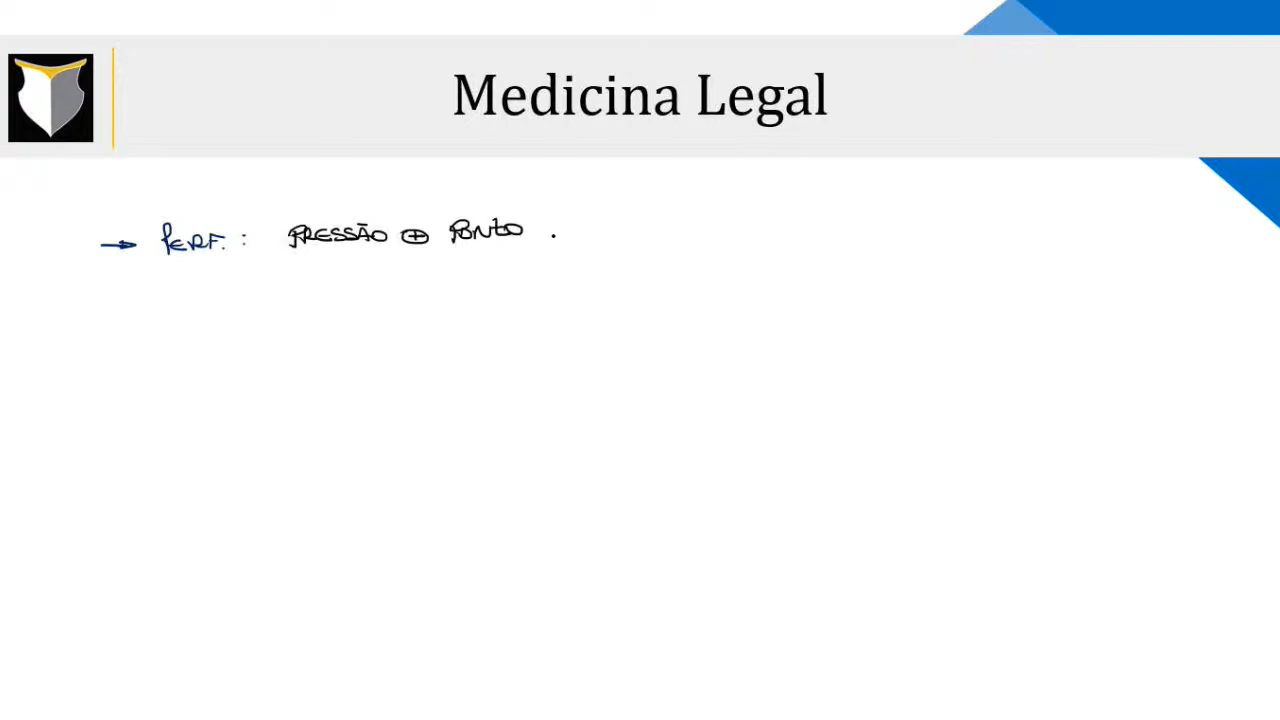 Medicina Legal
→ PERF. : PRESSÃO ⊕ PONTO .